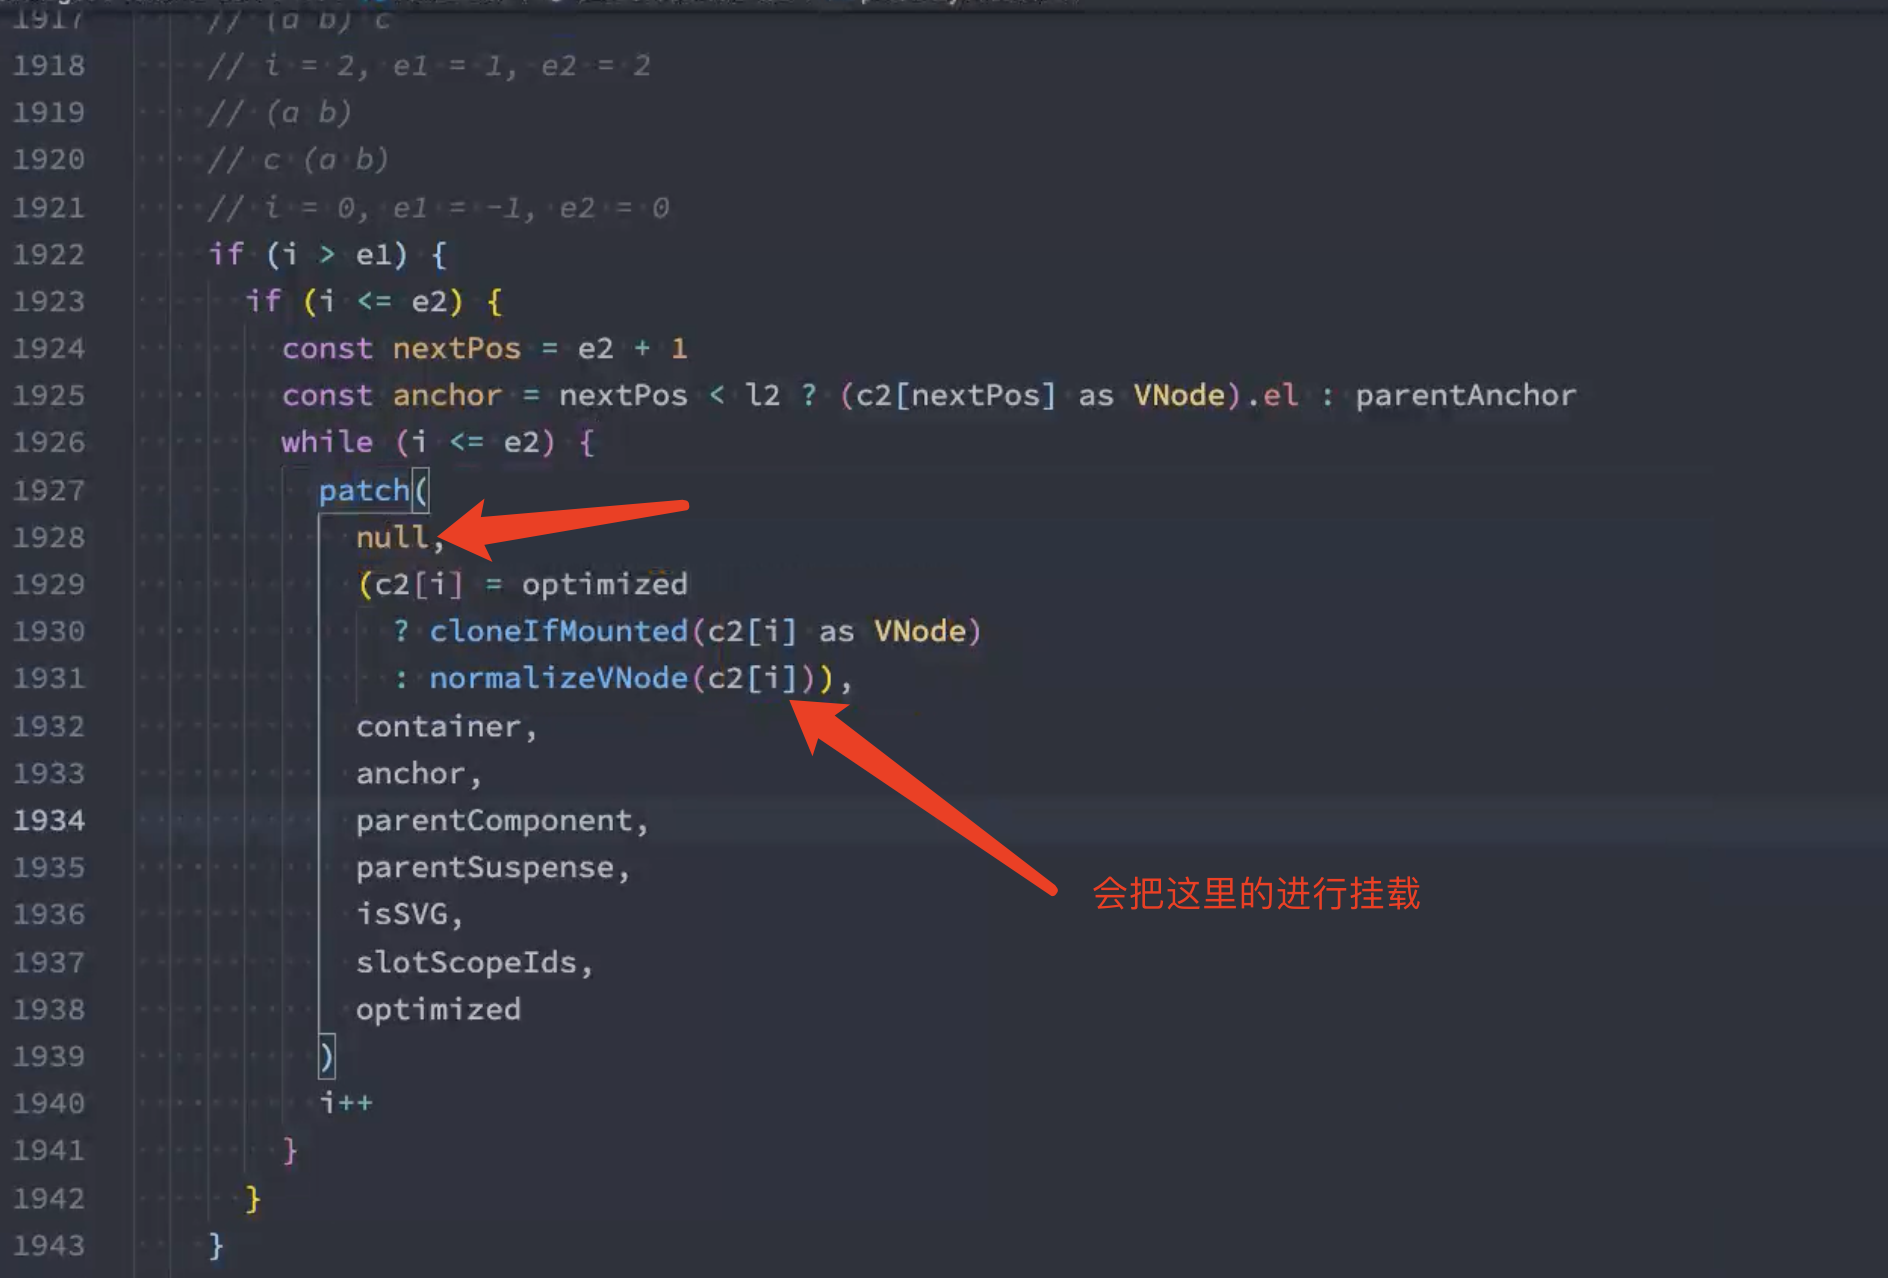 1917 // (a b) c
1918 // i = 2, e1 = 1, e2 = 2
1919 // (a b)
1920 // c (a b)
1921 // i = 0, e1 = -1, e2 = 0
1922 if (i > e1) {
1923 if (i <= e2) {
1924 const nextPos = e2 + 1
1925 const anchor = nextPos < l2 ? (c2[nextPos] as VNode).el : parentAnchor
1926 while (i <= e2) {
1927 patch(
1928 null,
1929 (c2[i] = optimized
1930 ? cloneIfMounted(c2[i] as VNode)
1931 : normalizeVNode(c2[i])),
1932 container,
1933 anchor,
1934 parentComponent,
1935 parentSuspense,
会把这里的进行挂载
1936 isSVG,
1937 slotScopeIds,
1938 optimized
1939 )
1940 i++
1941 }
1942 }
1943 }